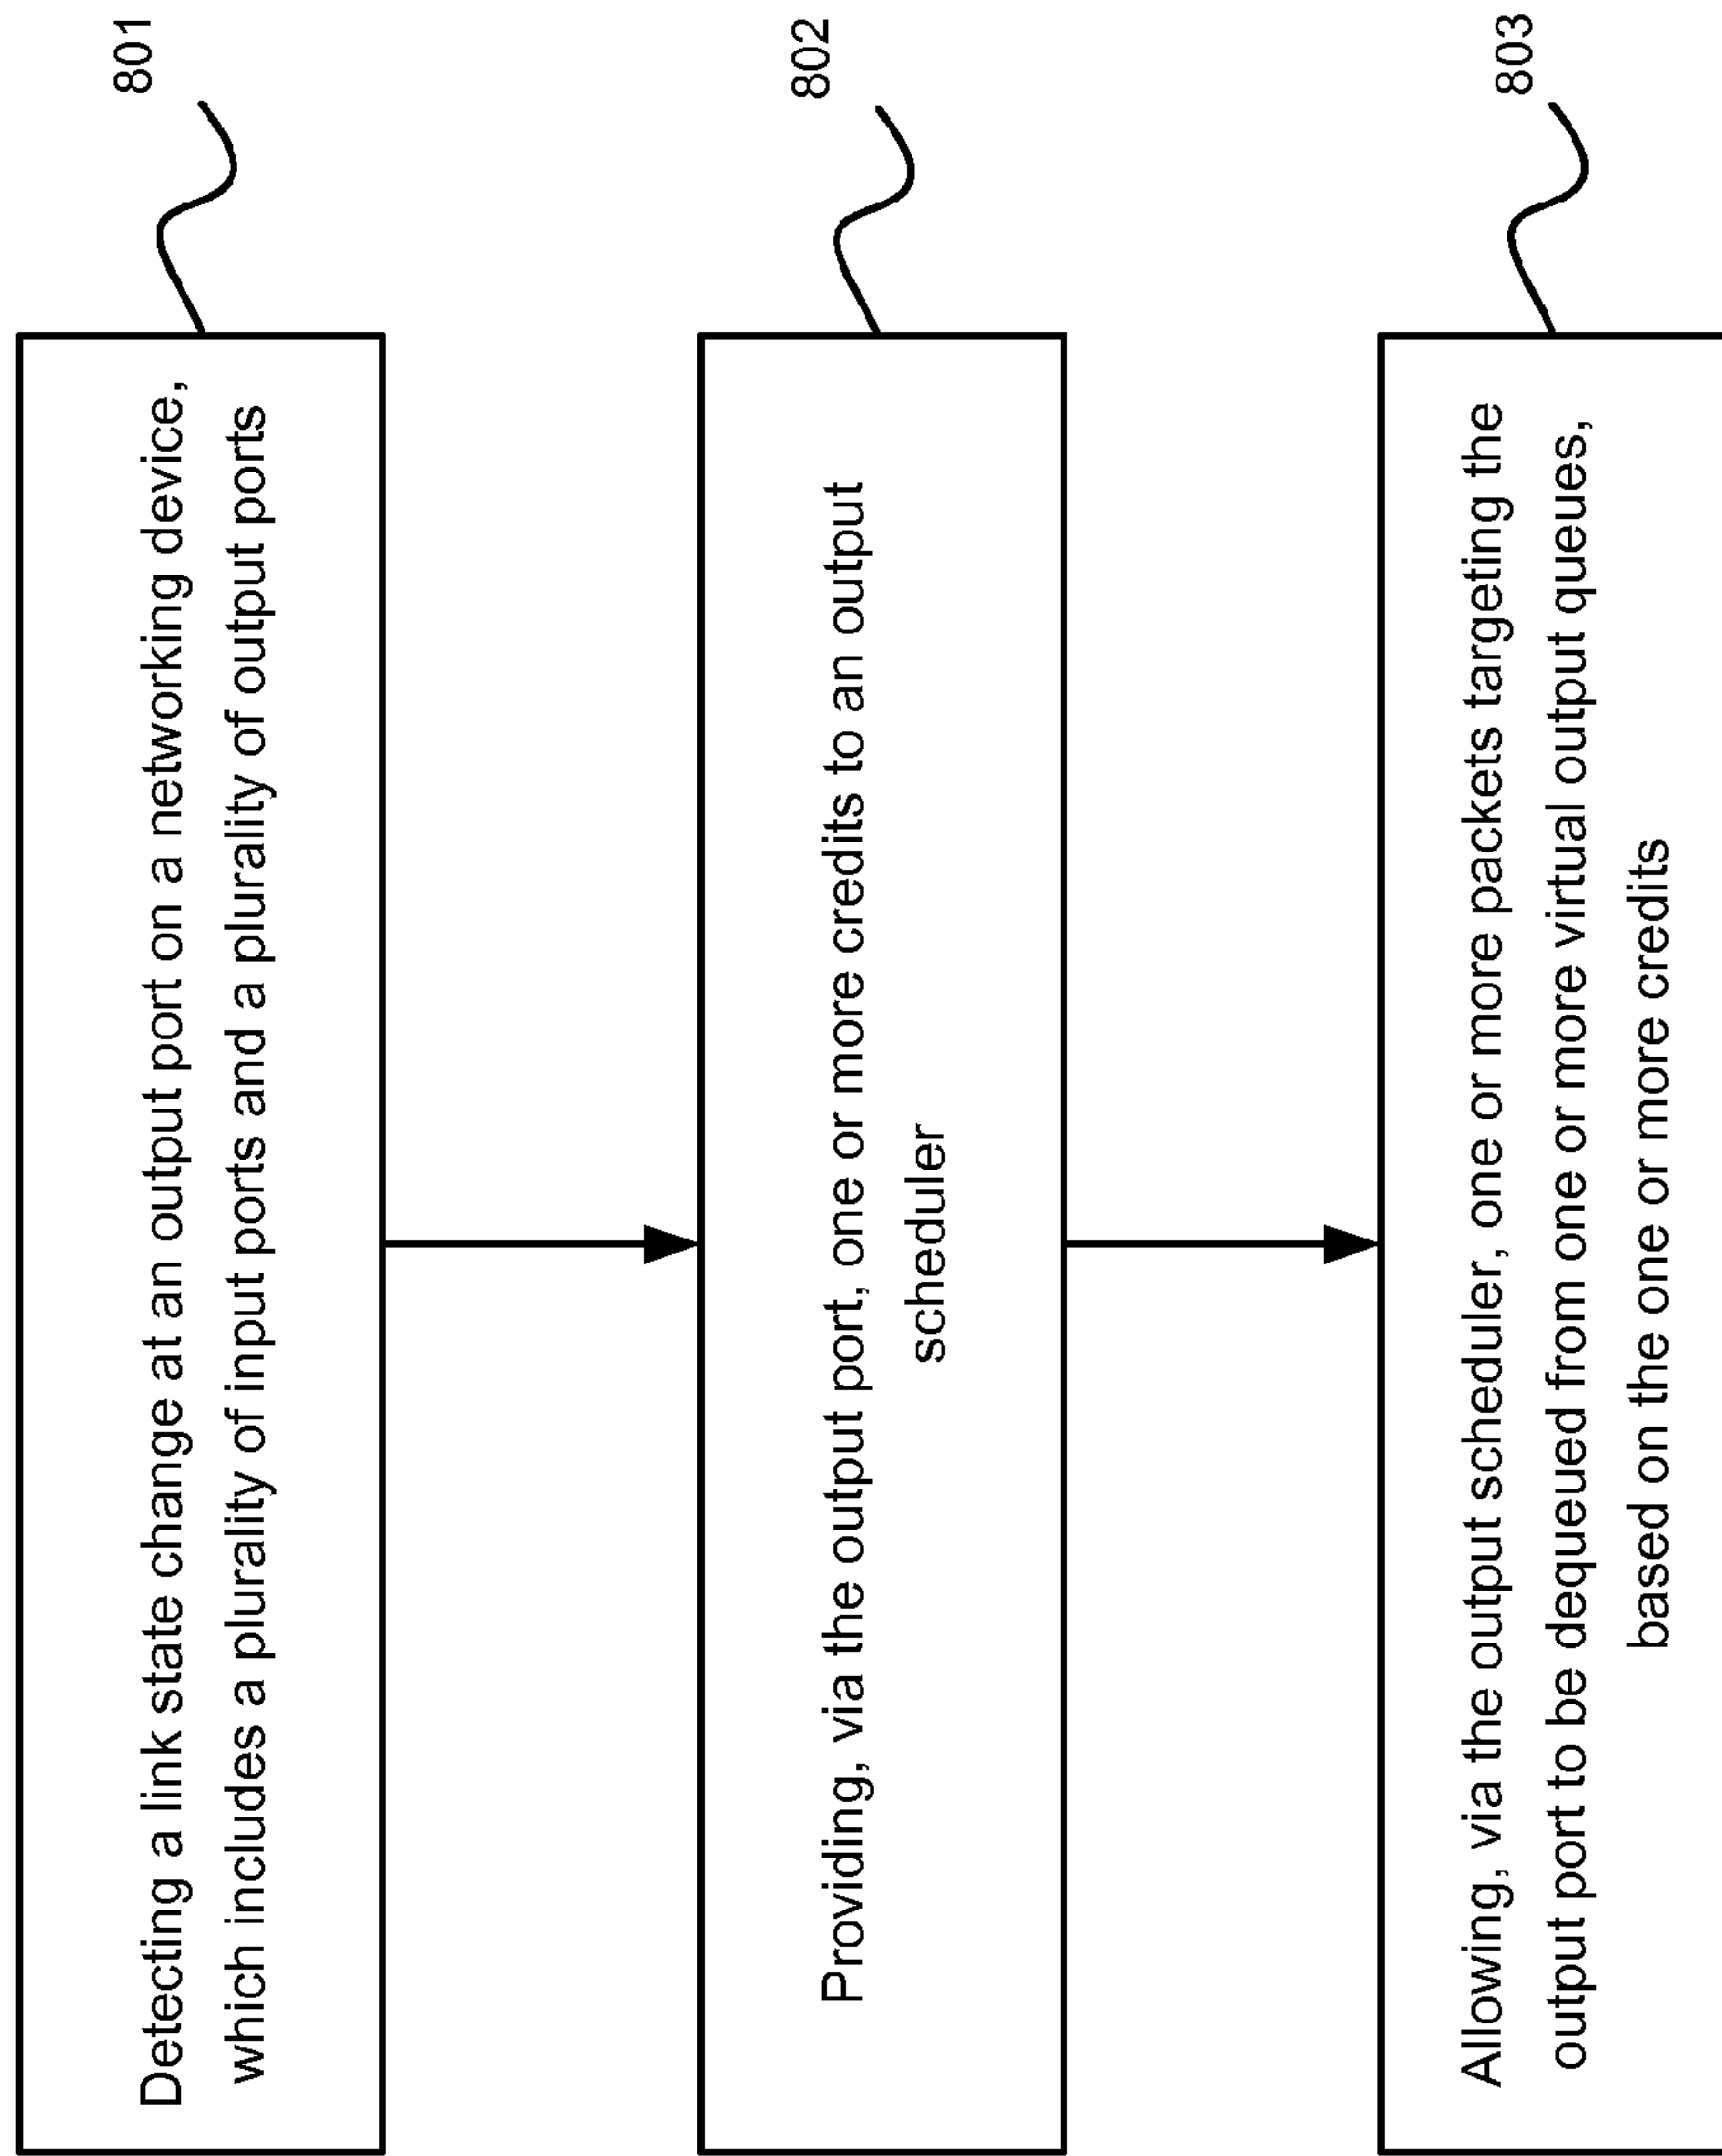 801
Detecting a link state change at an output port on a networking device,
which includes a plurality of input ports and a plurality of output ports
802
Providing, via the output port, one or more credits to an output
scheduler
803
Allowing, via the output scheduler, one or more packets targeting the
output port to be dequeued from one or more virtual output queues,
based on the one or more credits